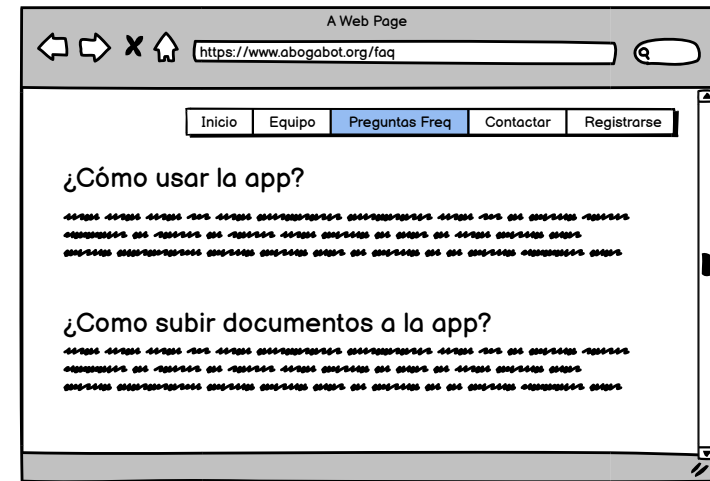 A Web Page
https://www.abogabot.org/faq
Inicio Equipo Preguntas Freq Contactar Registrarse
¿Cómo usar la app?
¿Como subir documentos a la app?